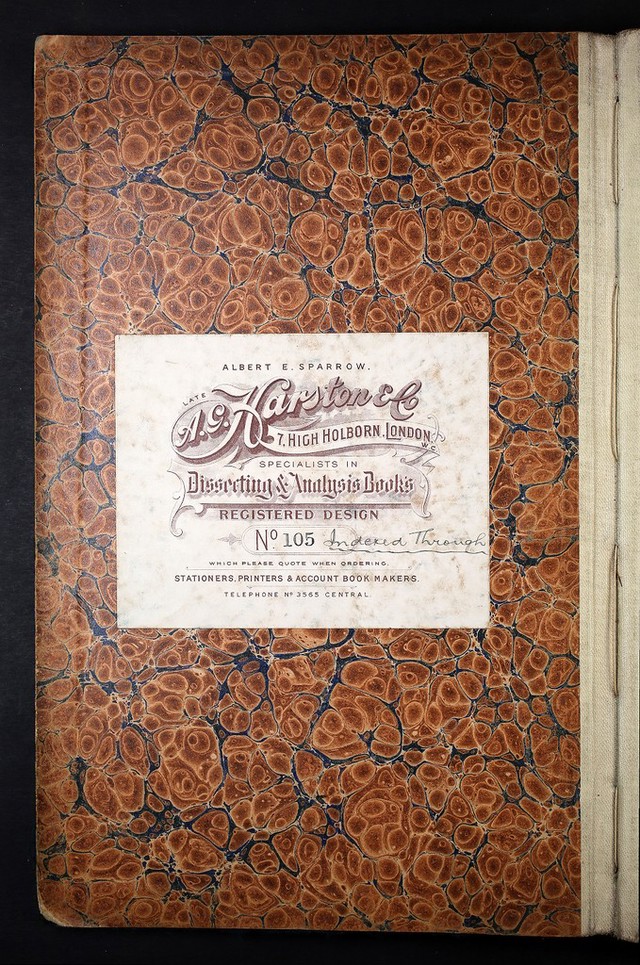 ALBERT E. SPARROW.
LATE
A. G. Harston & Co
7, HIGH HOLBORN, LONDON, W.C.
SPECIALISTS IN
Dissecting & Analysis Books
REGISTERED DESIGN
No 105 Indexed Through
WHICH PLEASE QUOTE WHEN ORDERING.
STATIONERS, PRINTERS & ACCOUNT BOOK MAKERS.
TELEPHONE No 3565 CENTRAL.